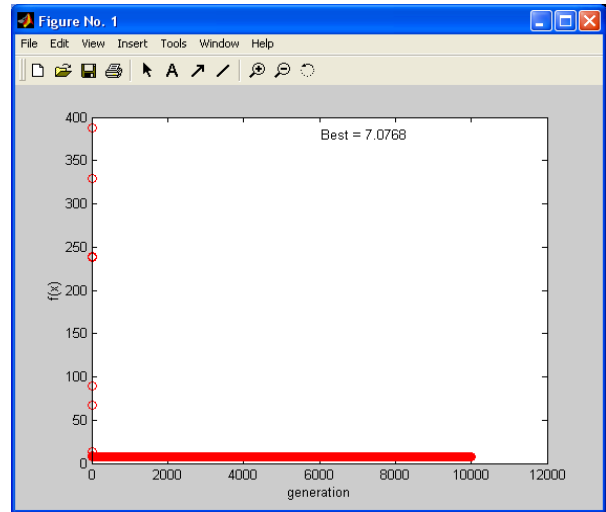 Figure No. 1
File Edit View Insert Tools Window Help
A
Best = 7.0768
400
350
300
250
200
150
100
50
0
f(x)
0 2000 4000 6000 8000 10000 12000
generation